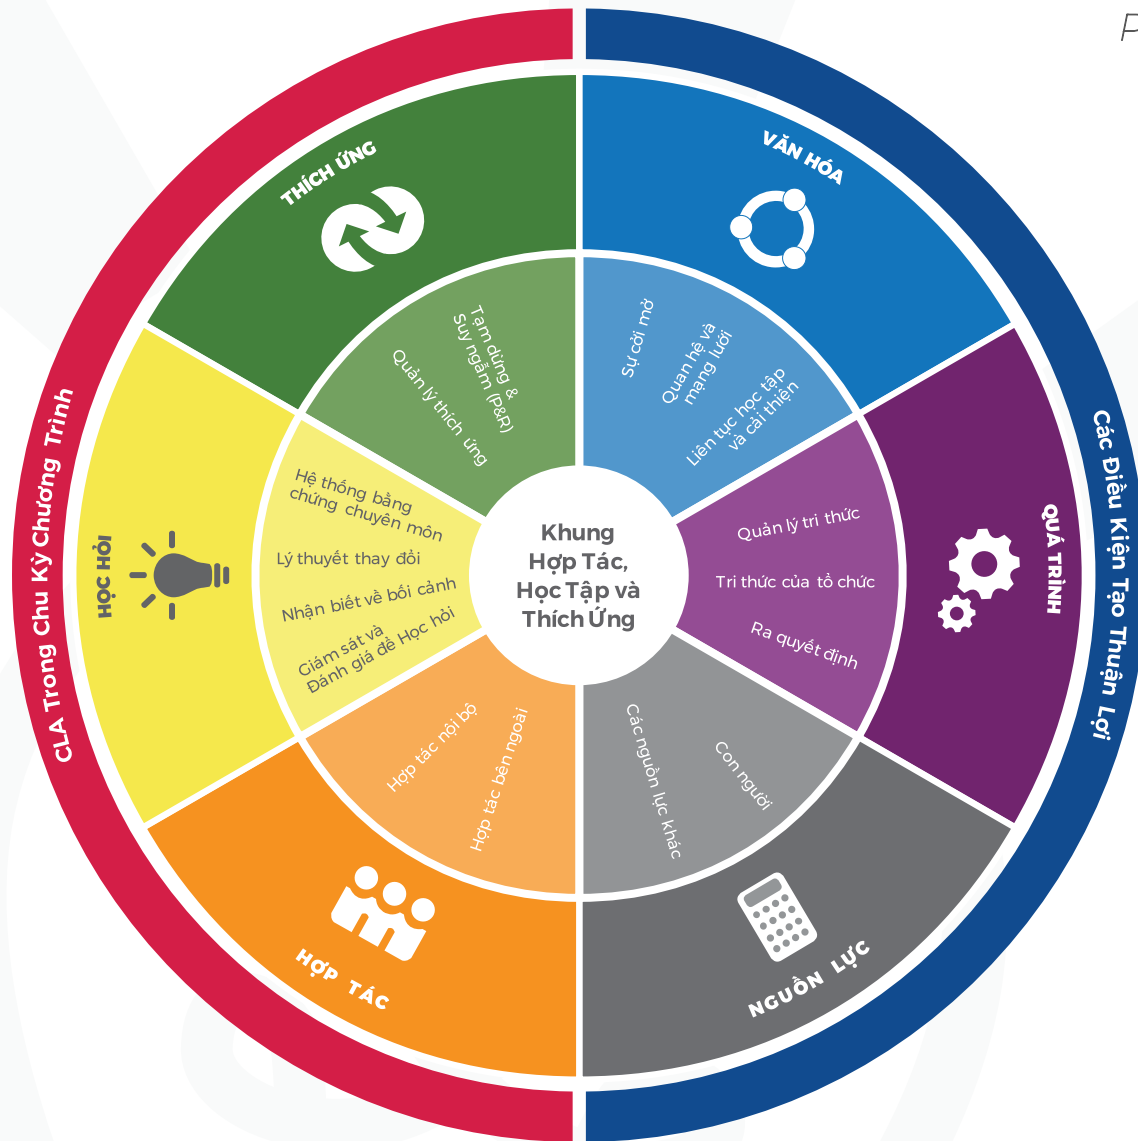 P
CLA Trong Chu Kỳ Chương Trình
Các Điều Kiện Tạo Thuận Lợi
THÍCH ỨNG
Tạm dừng &
Suy ngẫm (P&R)
Quản lý thích ứng
VĂN HÓA
Sự cởi mở
Quan hệ và
mạng lưới
Liên tục học tập
và cải thiện
HỌC HỎI
Hệ thống bằng
chứng chuyên môn
Lý thuyết thay đổi
Nhận biết về bối cảnh
Giám sát và
Đánh giá để Học hỏi
Khung
Hợp Tác,
Học Tập và
Thích Ứng
QUÁ TRÌNH
Quản lý tri thức
Tri thức của tổ chức
Ra quyết định
HỢP TÁC
Hợp tác nội bộ
Hợp tác bên ngoài
NGUỒN LỰC
Các nguồn lực khác
Con người